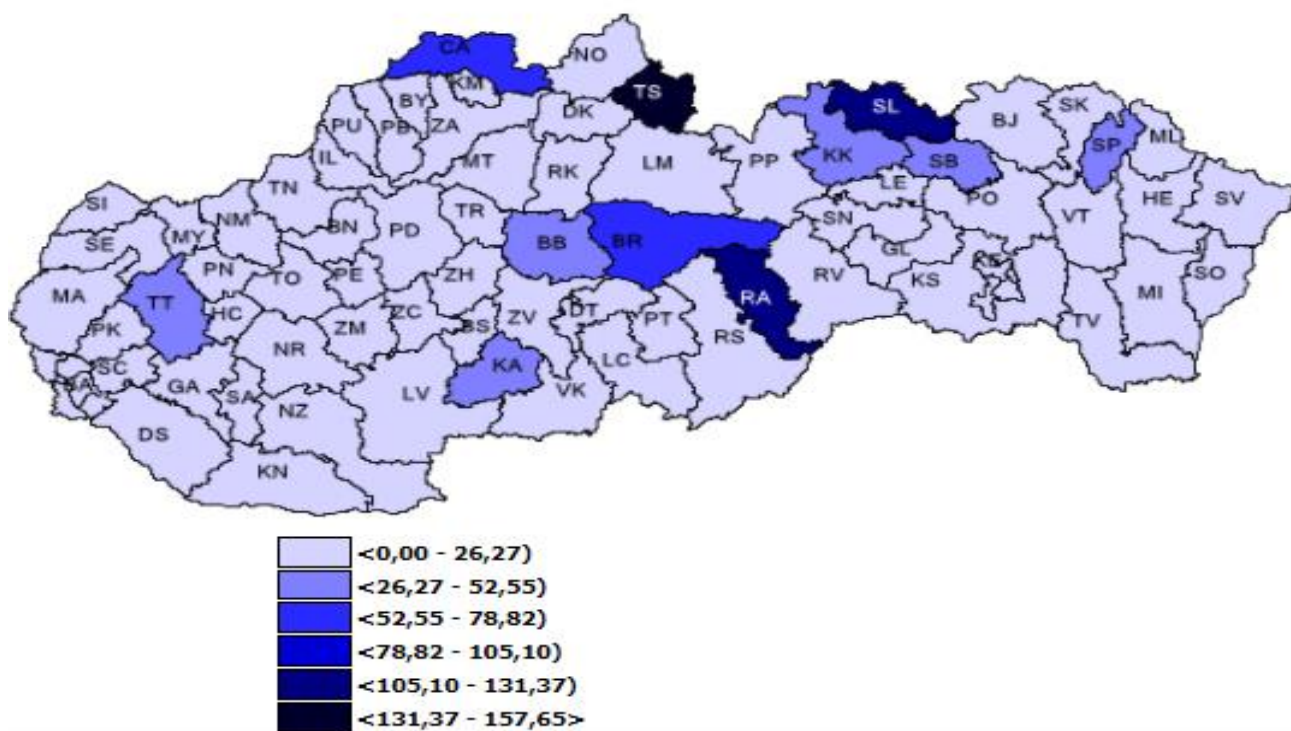 CA
NO
KM
TS
BY
DK
SL
SK
PU
PB
ZA
BJ
ML
IL
MT
RK
LM
PP
KK
SB
SP
TN
LE
SI
NM
TR
PO
HE
SV
SE
MY
BN
PD
BB
BR
SN
VT
PN
TO
PE
ZH
GL
KS
SO
MA
TT
HC
RA
RV
MI
PK
ZM
ZC
BS
ZV
DT
PT
RS
TV
SC
NR
KA
LC
BA
GA
SA
LV
VK
NZ
DS
KN
<0,00 - 26,27)
<26,27 - 52,55)
<52,55 - 78,82)
<78,82 - 105,10)
<105,10 - 131,37)
<131,37 - 157,65>